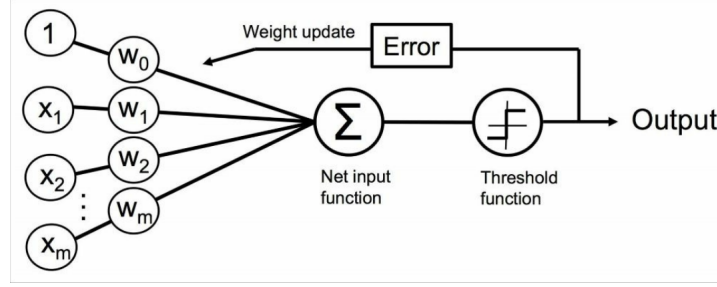 1
w0
Weight update
Error
x1
w1
Σ
Output
x2
w2
Net input
function
Threshold
function
⋮
wm
xm